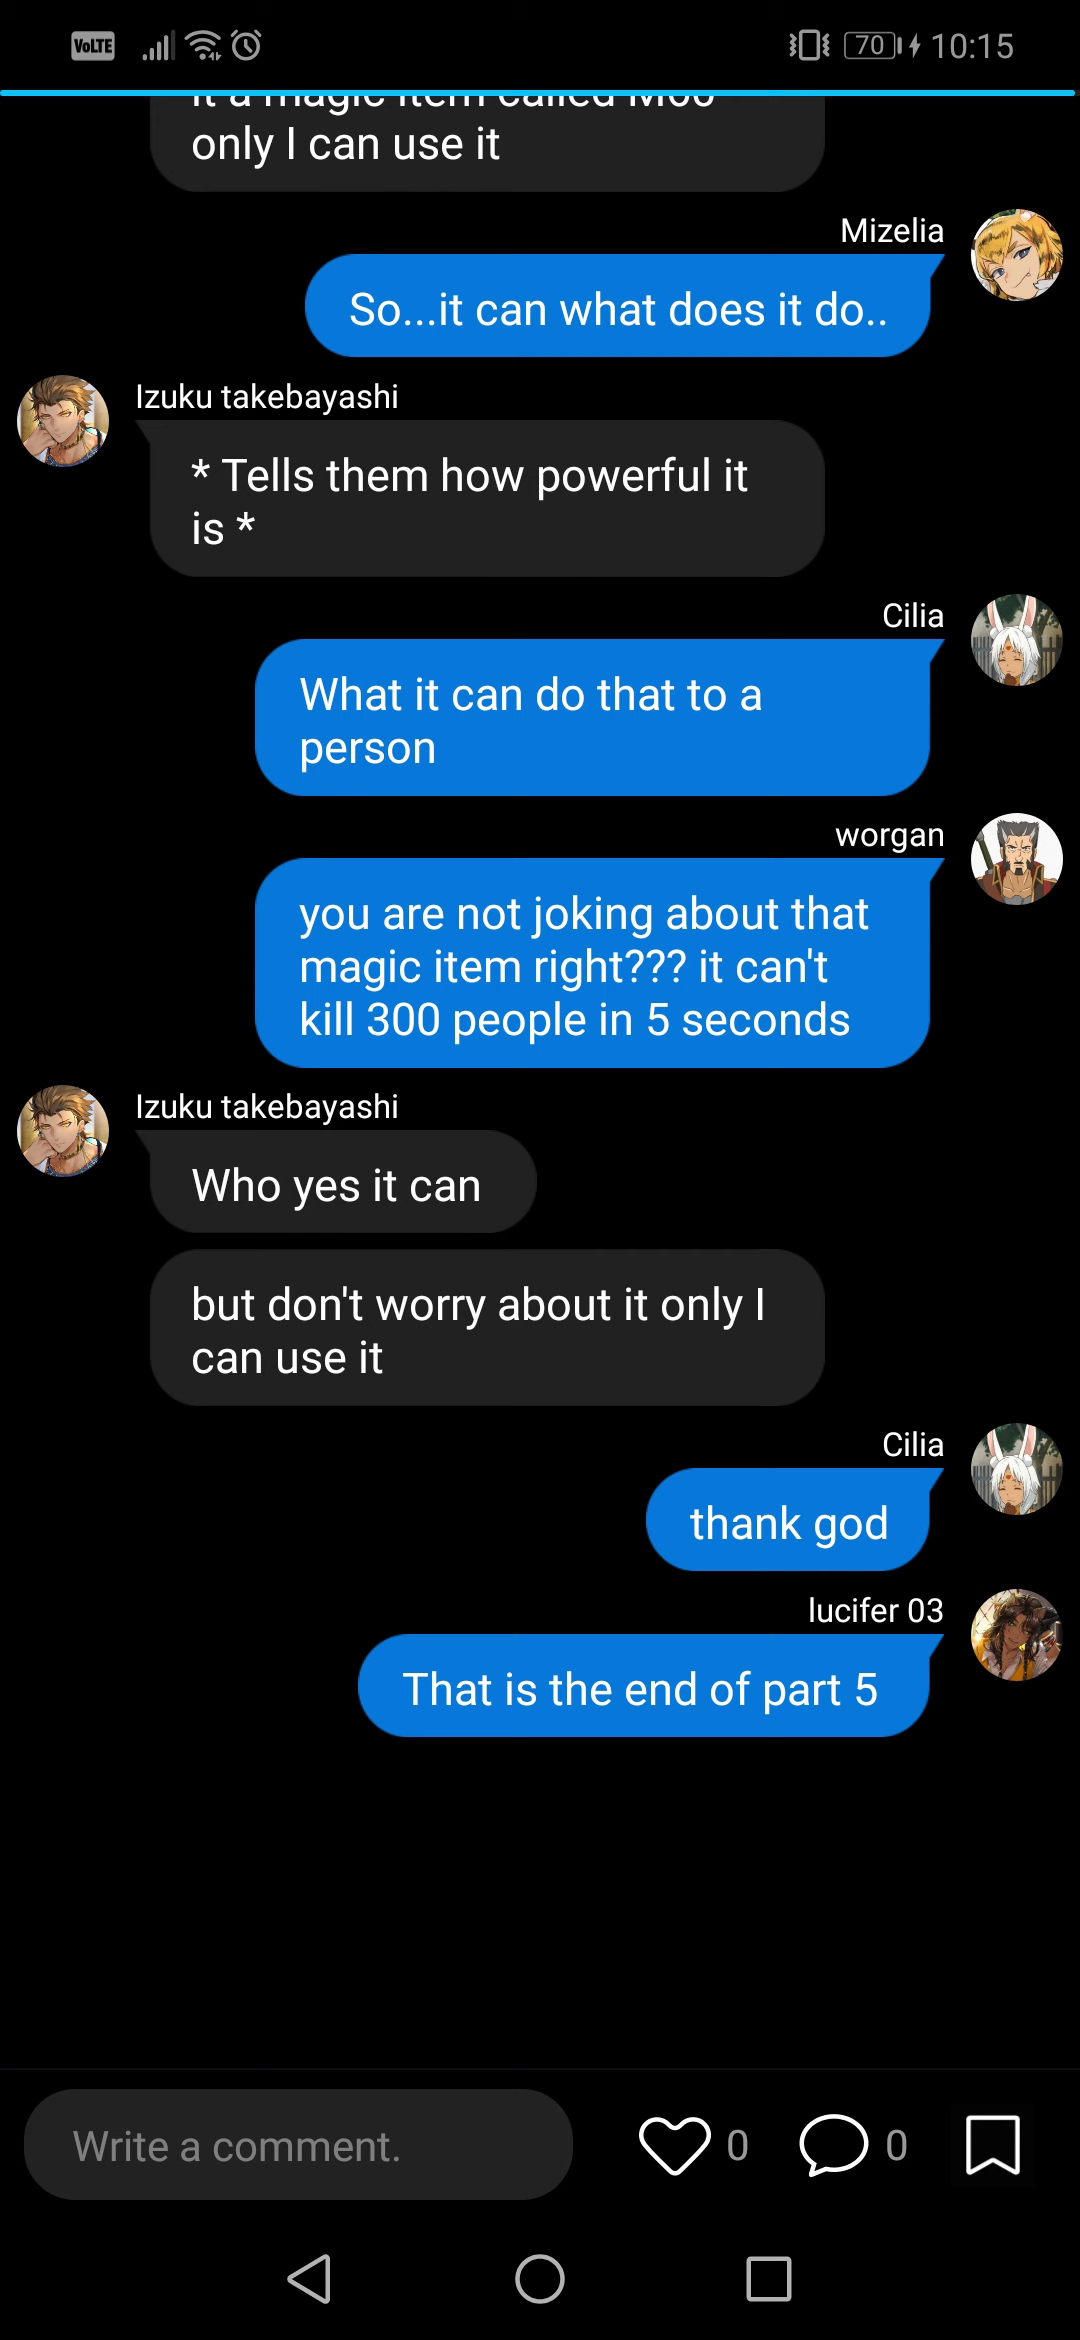 VoLTE
70
10:15
it a magic item called
only I can use it
Mizelia
So...it can what does it do..
Izuku takebayashi
* Tells them how powerful it
is *
Cilia
What it can do that to a
person
worgan
you are not joking about that
magic item right??? it can't
kill 300 people in 5 seconds
Izuku takebayashi
Who yes it can
but don't worry about it only I
can use it
Cilia
thank god
lucifer 03
That is the end of part 5
Write a comment.
0
0